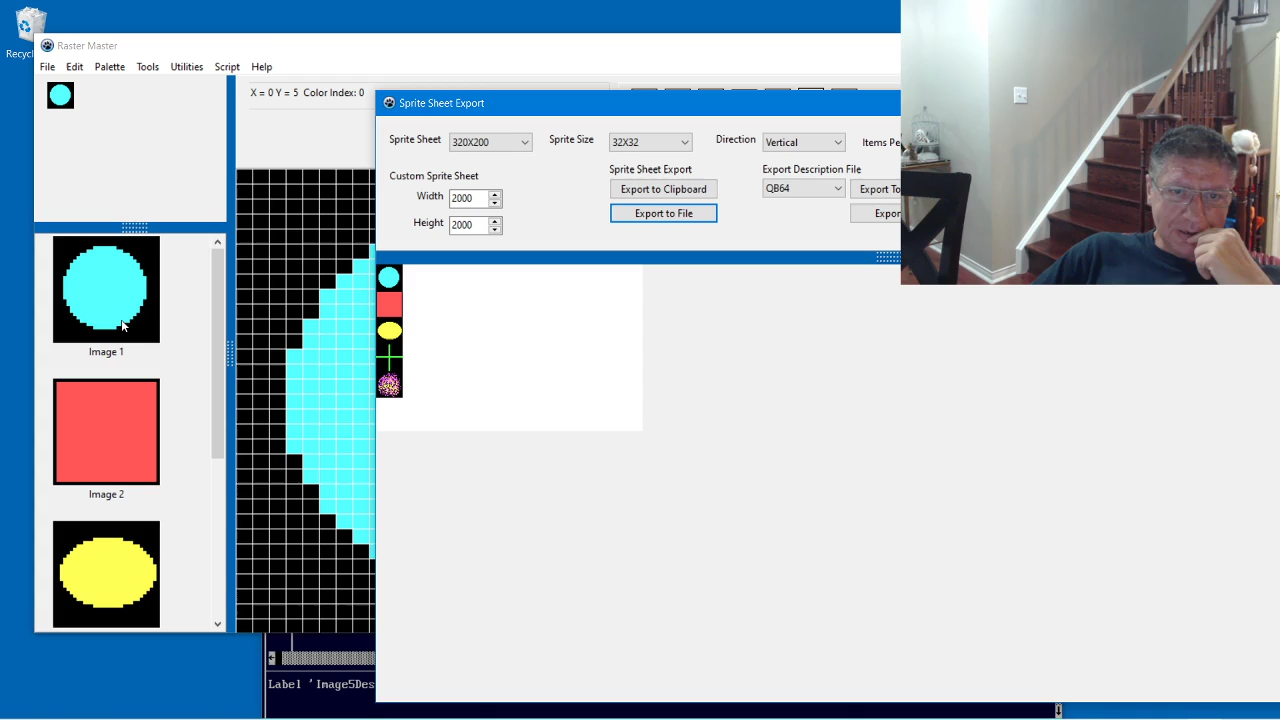 Recyc
Raster Master
File Edit Palette Tools Utilities Script Help
X = 0 Y = 5 Color Index: 0
Sprite Sheet Export
Sprite Sheet 320X200 Sprite Size 32X32 Direction Vertical Items Pe
Custom Sprite Sheet Sprite Sheet Export Export Description File
Width 2000 Export to Clipboard QB64 Export To
Height 2000 Export to File Expor
Image 1
Image 2
Label 'Image5Des